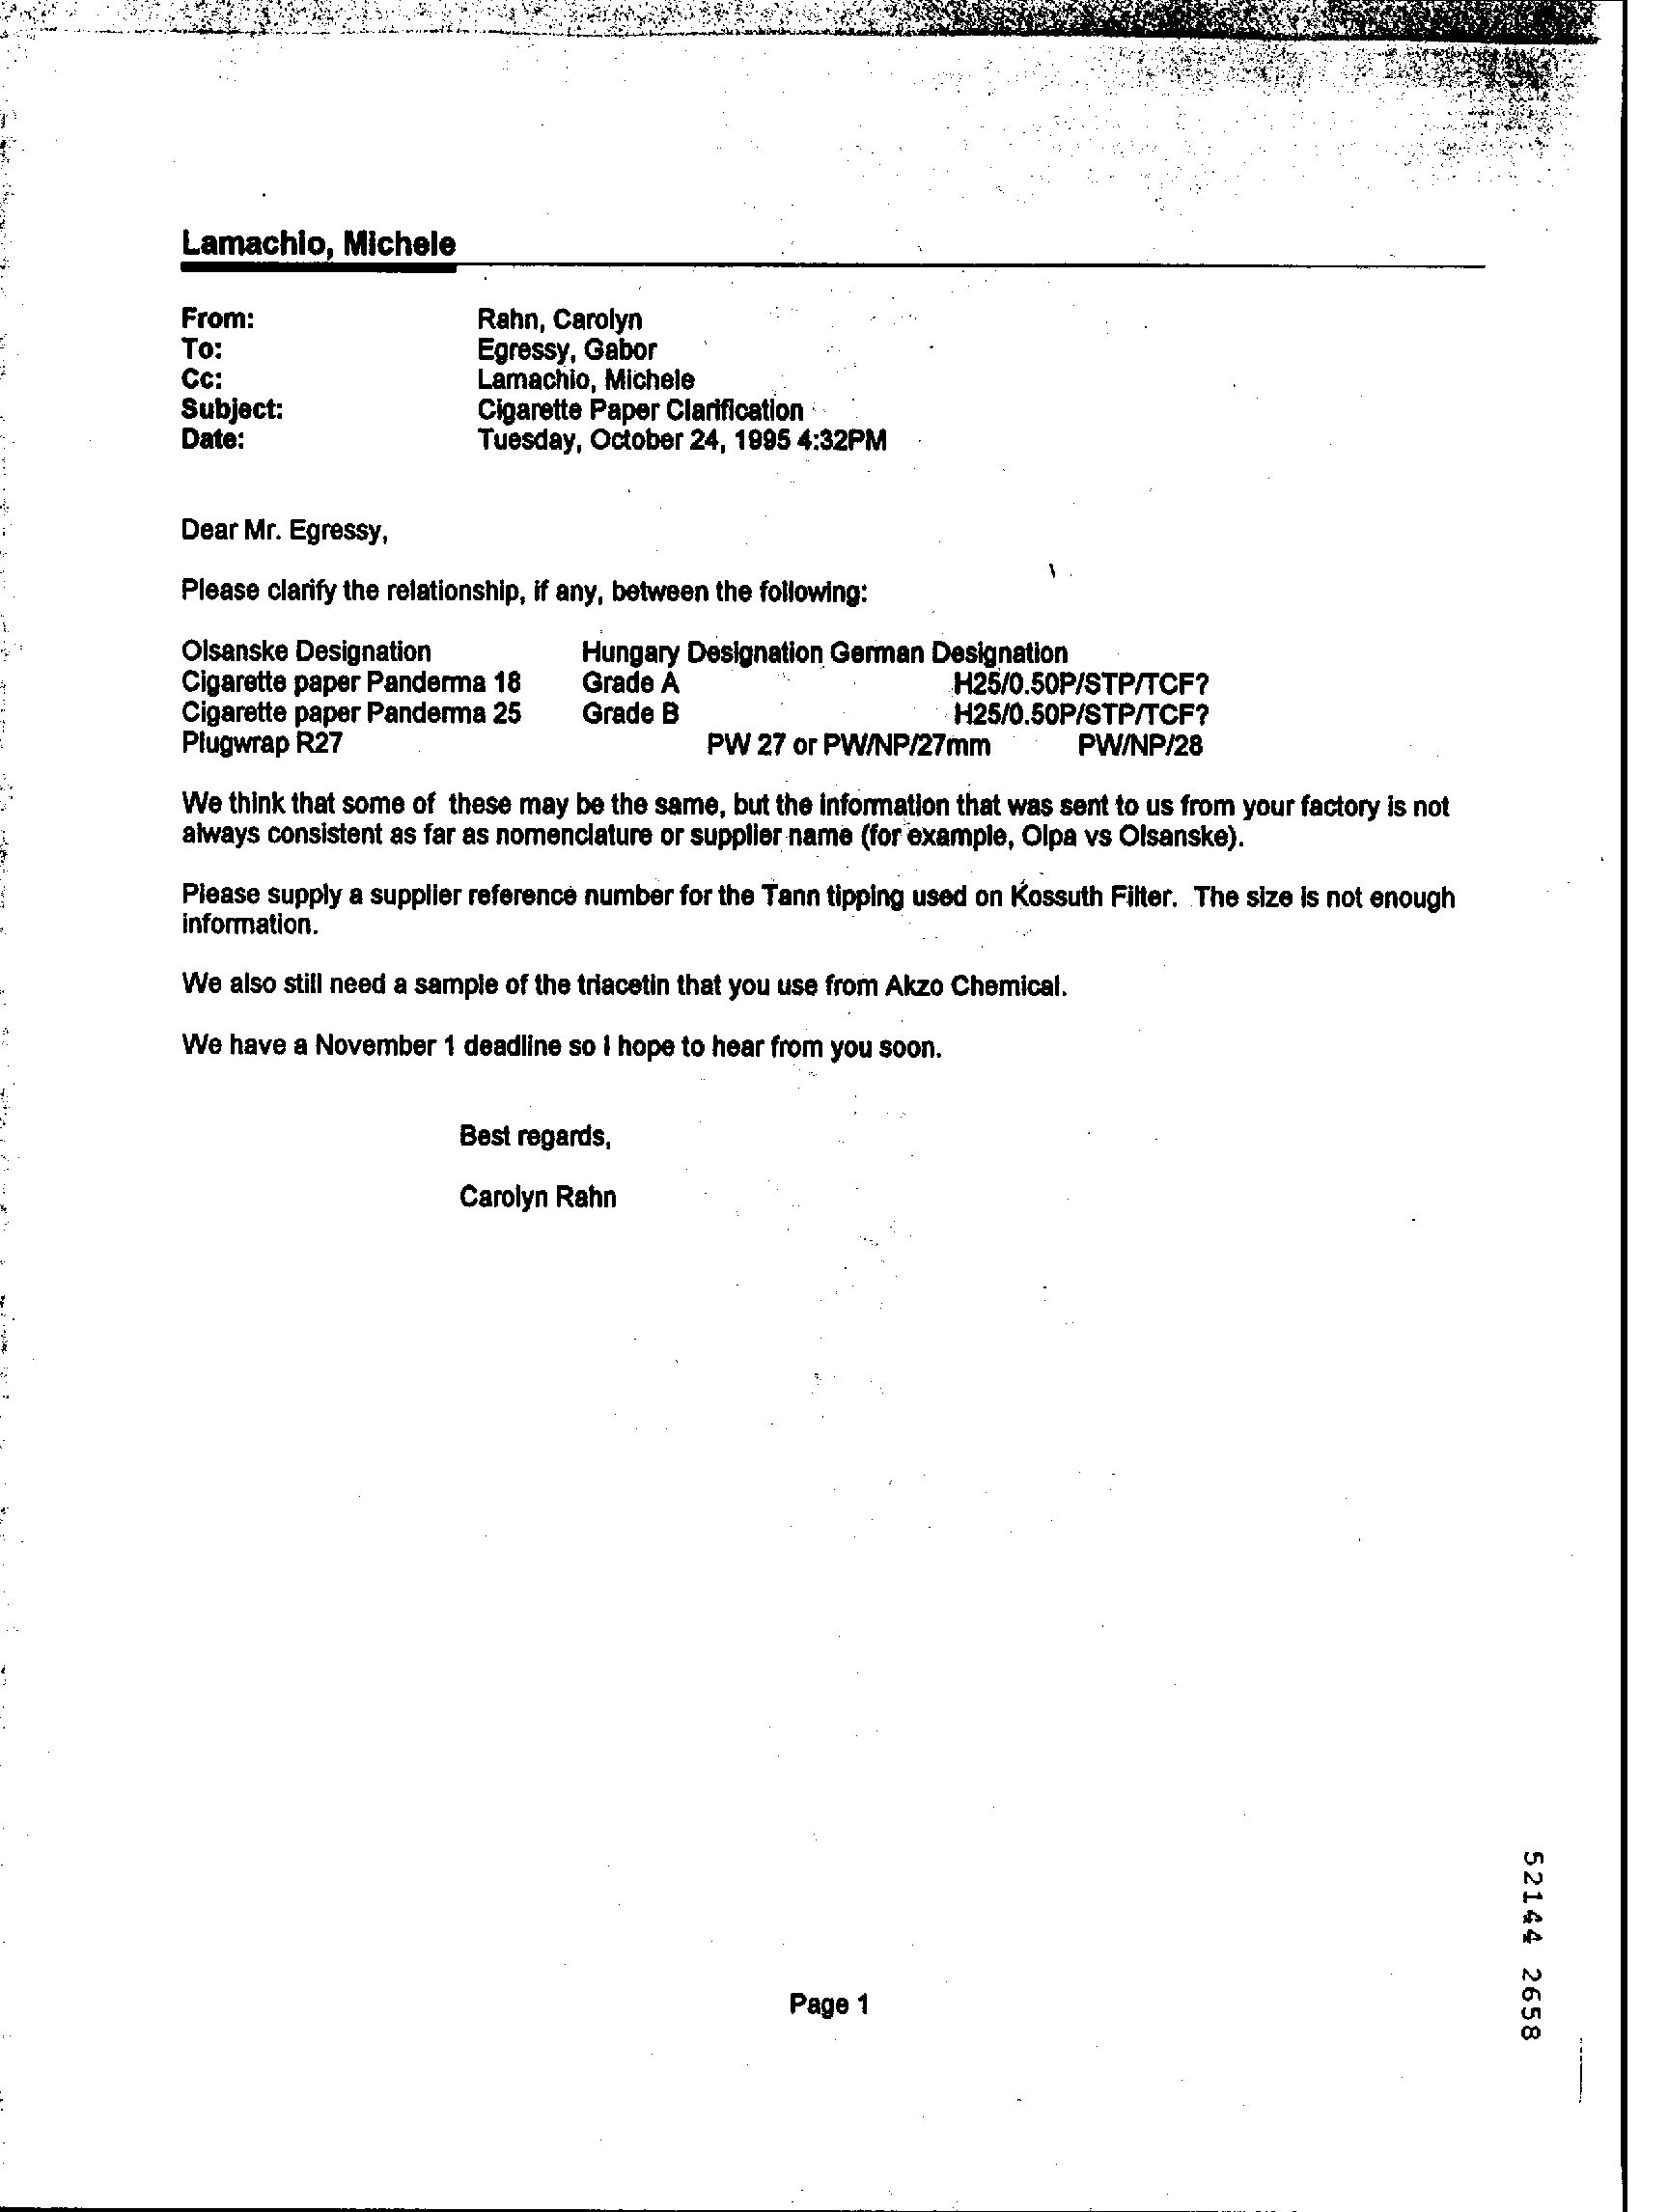 Lamachio, Michele
From: Rahn, Carolyn
To: Egressy, Gabor
Cc: Lamachio, Michele
Subject: Cigarette Paper Clarification
Date: Tuesday, October 24, 1995 4:32PM
Dear Mr. Egressy,
Please clarify the relationship, if any, between the following:
Olsanske Designation Hungary Designation German Designation
Cigarette paper Panderma 18 Grade A H25/0.50P/STP/TCF?
Cigarette paper Panderma 25 Grade B H25/0.50P/STP/TCF?
Plugwrap R27 PW 27 or PW/NP/27mm PW/NP/28
We think that some of these may be the same, but the information that was sent to us from your factory is not
always consistent as far as nomenclature or supplier name (for example, Olpa vs Olsanske).
Please supply a supplier reference number for the Tann tipping used on Kossuth Filter. The size is not enough
information.
We also still need a sample of the triacetin that you use from Akzo Chemical.
We have a November 1 deadline so I hope to hear from you soon.
Best regards,
Carolyn Rahn
Page 1
52144 2658